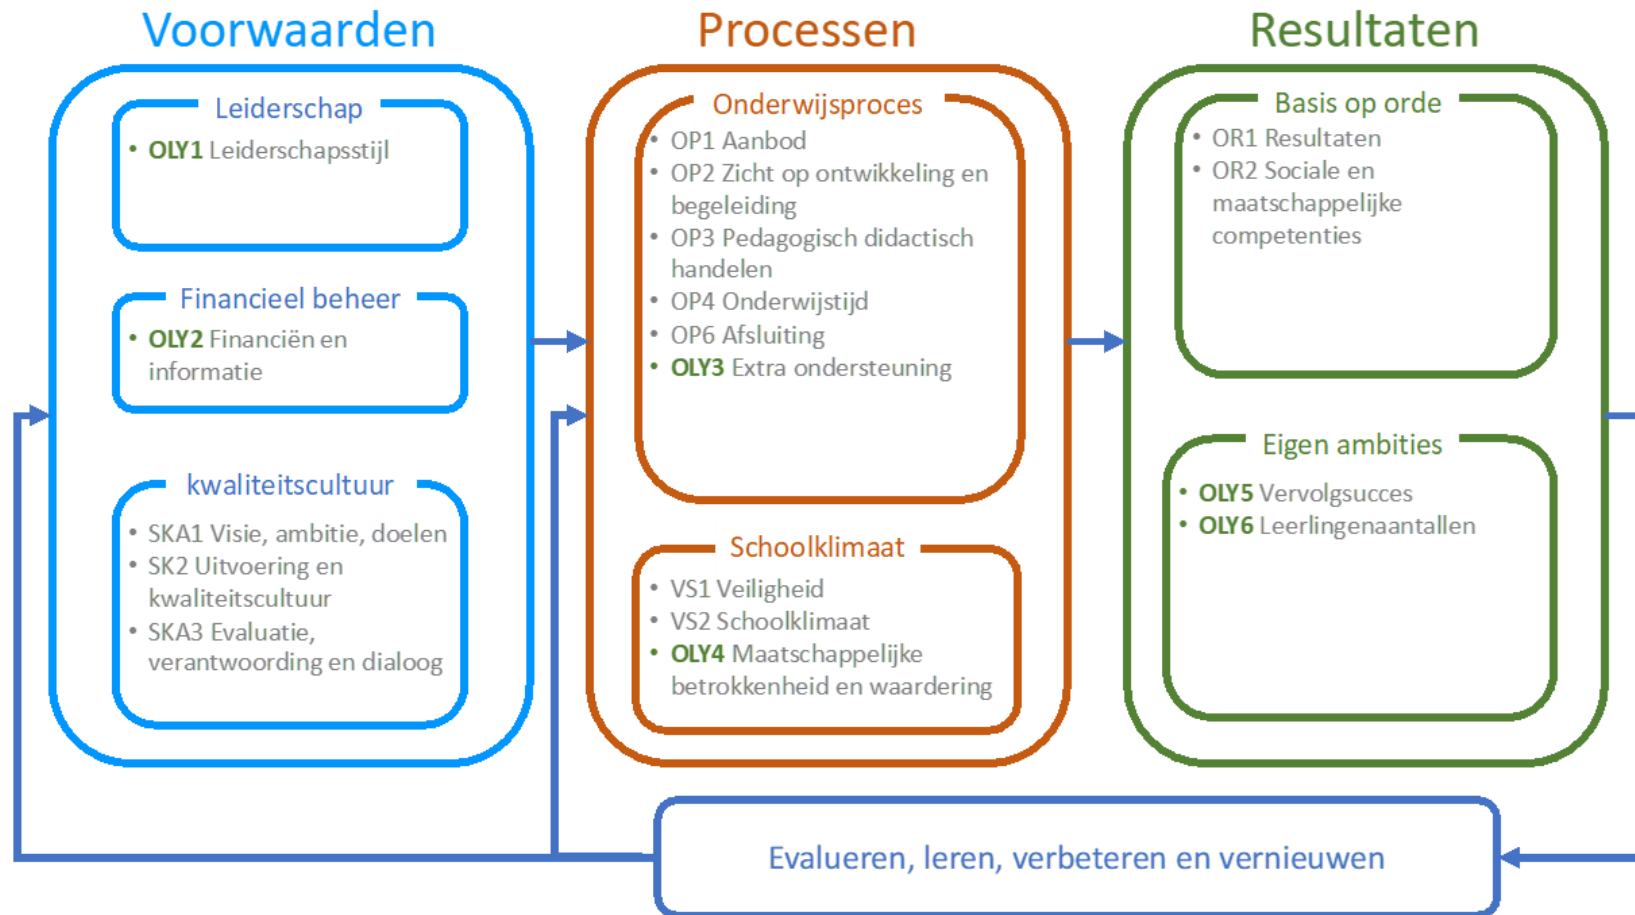 Voorwaarden
Leiderschap
• OLY1 Leiderschapsstijl
Financieel beheer
• OLY2 Financiën en
informatie
kwaliteitscultuur
• SKA1 Visie, ambitie, doelen
• SK2 Uitvoering en
kwaliteitscultuur
• SKA3 Evaluatie,
verantwoording en dialoog
Processen
Onderwijsproces
• OP1 Aanbod
• OP2 Zicht op ontwikkeling en
begeleiding
• OP3 Pedagogisch didactisch
handelen
• OP4 Onderwijstijd
• OP6 Afsluiting
• OLY3 Extra ondersteuning
Schoolklimaat
• VS1 Veiligheid
• VS2 Schoolklimaat
• OLY4 Maatschappelijke
betrokkenheid en waardering
Resultaten
Basis op orde
• OR1 Resultaten
• OR2 Sociale en
maatschappelijke
competenties
Eigen ambities
• OLY5 Vervolgsucces
• OLY6 Leerlingenaantallen
Evalueren, leren, verbeteren en vernieuwen